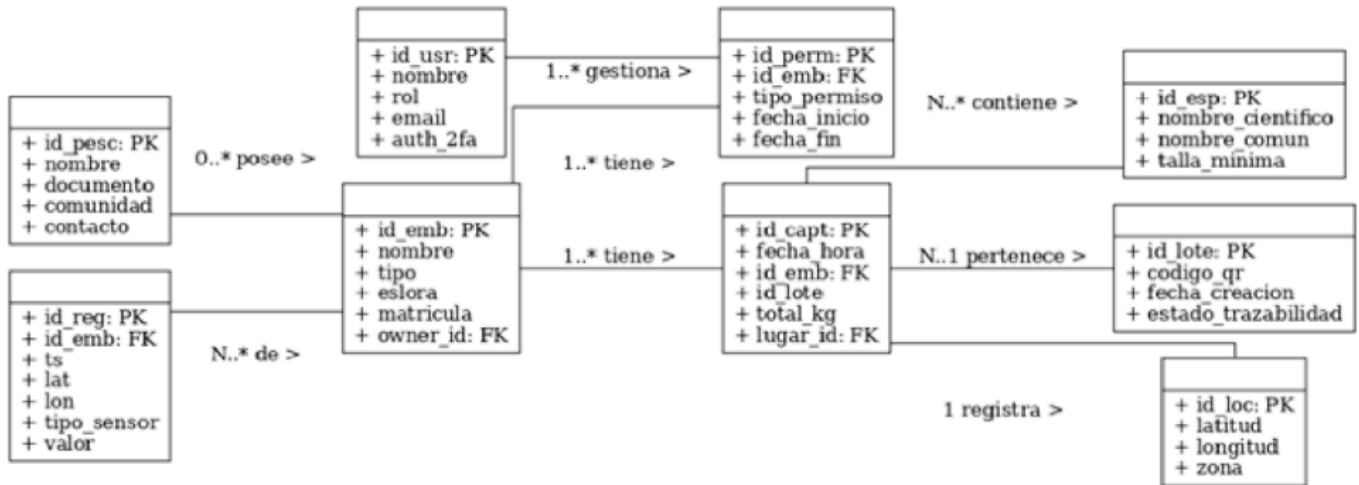 + id_usr: PK
+ nombre
+ rol
+ email
+ auth_2fa
1..* gestiona >
+ id_perm: PK
+ id_emb: FK
+ tipo_permiso
+ fecha_inicio
+ fecha_fin
N..* contiene >
+ id_esp: PK
+ nombre_cientifico
+ nombre_comun
+ talla_minima
+ id_pesc: PK
+ nombre
+ documento
+ comunidad
+ contacto
0..* posee >
1..* tiene >
+ id_emb: PK
+ nombre
+ tipo
+ eslora
+ matricula
+ owner_id: FK
1..* tiene >
+ id_capt: PK
+ fecha_hora
+ id_emb: FK
+ id_lote
+ total_kg
+ lugar_id: FK
N..1 pertenece >
+ id_lote: PK
+ codigo_qr
+ fecha_creacion
+ estado_trazabilidad
+ id_reg: PK
+ id_emb: FK
+ ts
+ lat
+ lon
+ tipo_sensor
+ valor
N..* de >
1 registra >
+ id_loc: PK
+ latitud
+ longitud
+ zona